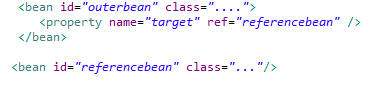 <bean id="outerbean" class="....">
<property name="target" ref="referencebean" />
</bean>
<bean id="referencebean" class="..."/>